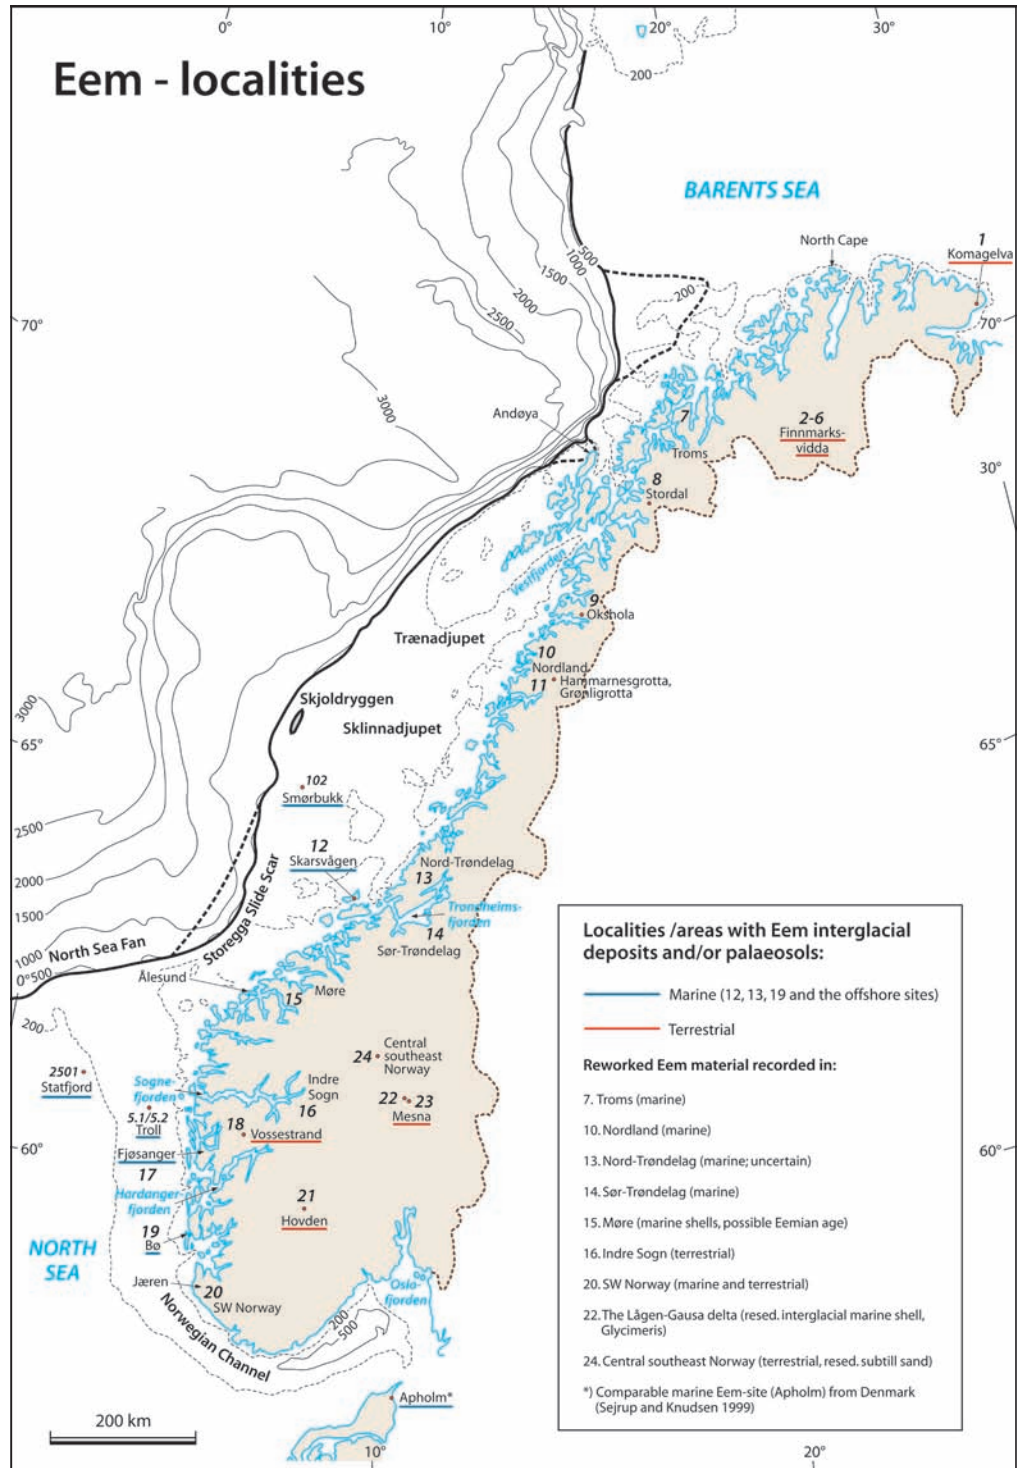 0°
10°
20°
30°
200
Eem - localities
BARENTS SEA
500
1000
1500
2000
2500
3000
200
North Cape
1
Komagelva
70°
70°
Andøya
7
Troms
2-6
Finnmarks-
vidda
30°
8
Stordal
Vestfjorden
9
Okshola
Trænadjupet
10
Nordland
11
Hammarnesgrotta,
Grønligrotta
3000
Skjoldryggen
Sklinnadjupet
65°
65°
102
Smørbukk
2500
2000
1500
1000
500
0°
12
Skarsvågen
Nord-Trøndelag
13
Trondheims-
fjorden
14
Sør-Trøndelag
Storegga Slide Scar
North Sea Fan
Ålesund
15
Møre
200
24
Central
southeast
Norway
2501
Statfjord
Sogne-
fjorden
Indre
Sogn
16
22
23
Mesna
5.1/5.2
Troll
18
Vossestrand
60°
60°
Fjøsanger
17
Hardanger-
fjorden
21
Hovden
19
Bø
NORTH
SEA
Jæren
20
SW Norway
Oslo-
fjorden
Norwegian Channel
200
500
Apholm*
200 km
10°
20°
Localities /areas with Eem interglacial
deposits and/or palaeosols:
Marine (12, 13, 19 and the offshore sites)
Terrestrial
Reworked Eem material recorded in:
7. Troms (marine)
10. Nordland (marine)
13. Nord-Trøndelag (marine; uncertain)
14. Sør-Trøndelag (marine)
15. Møre (marine shells, possible Eemian age)
16. Indre Sogn (terrestrial)
20. SW Norway (marine and terrestrial)
22. The Lågen-Gausa delta (resed. interglacial marine shell,
Glycimeris)
24. Central southeast Norway (terrestrial, resed. subtill sand)
*) Comparable marine Eem-site (Apholm) from Denmark
(Sejrup and Knudsen 1999)